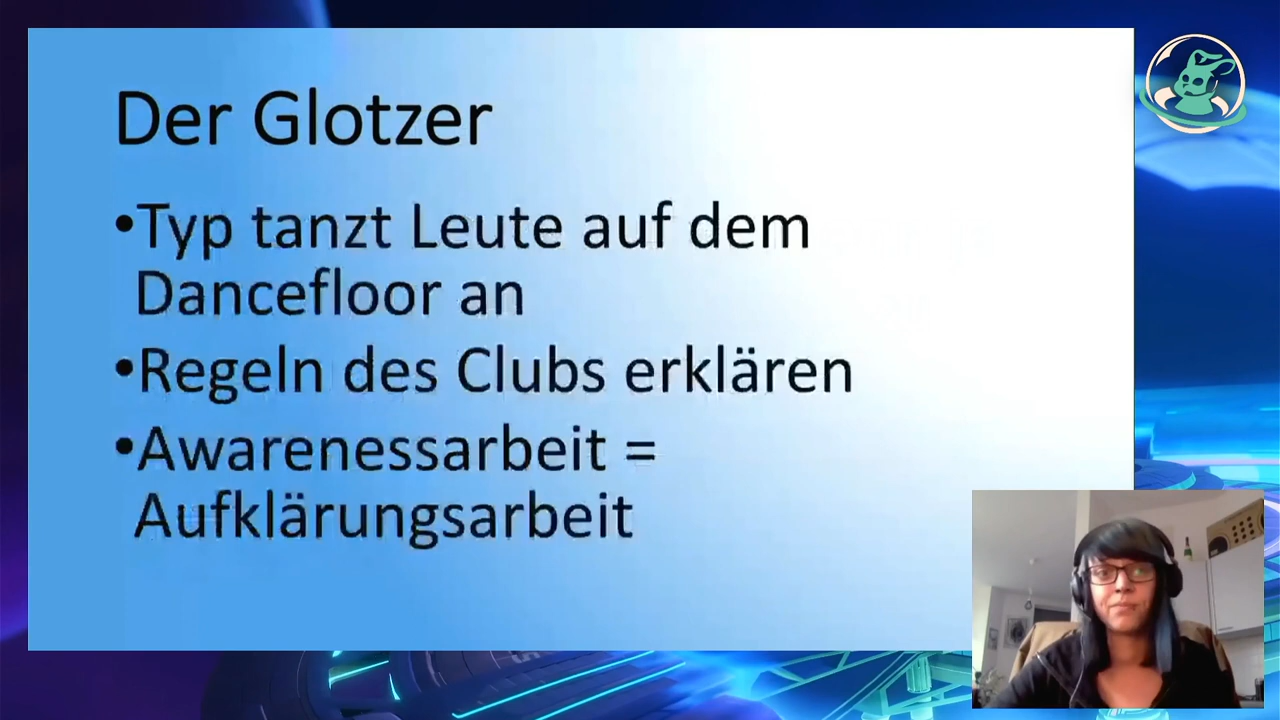 Der Glotzer
•Typ tanzt Leute auf dem
Dancefloor an
•Regeln des Clubs erklären
•Awarenessarbeit =
Aufklärungsarbeit